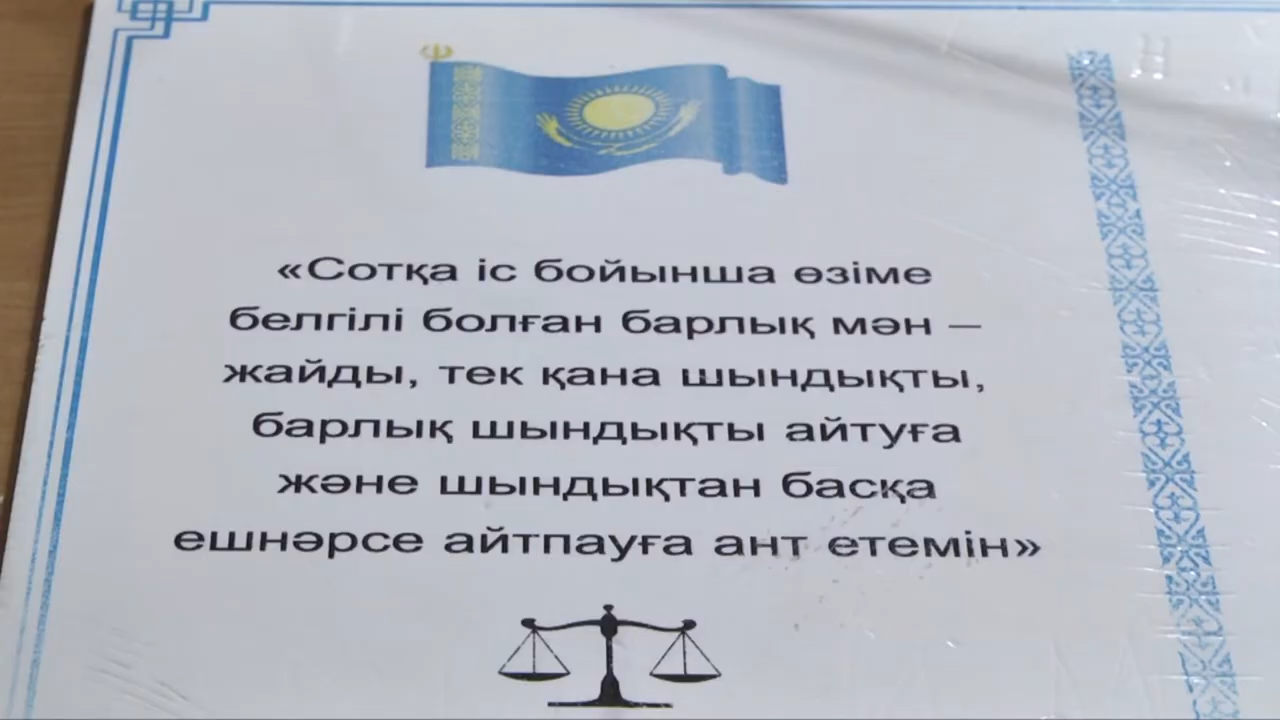 «Сотқа іс бойынша өзіме
белгілі болған барлық мән –
жайды, тек қана шындықты,
барлық шындықты айтуға
және шындықтан басқа
ешнәрсе айтпауға ант етемін»